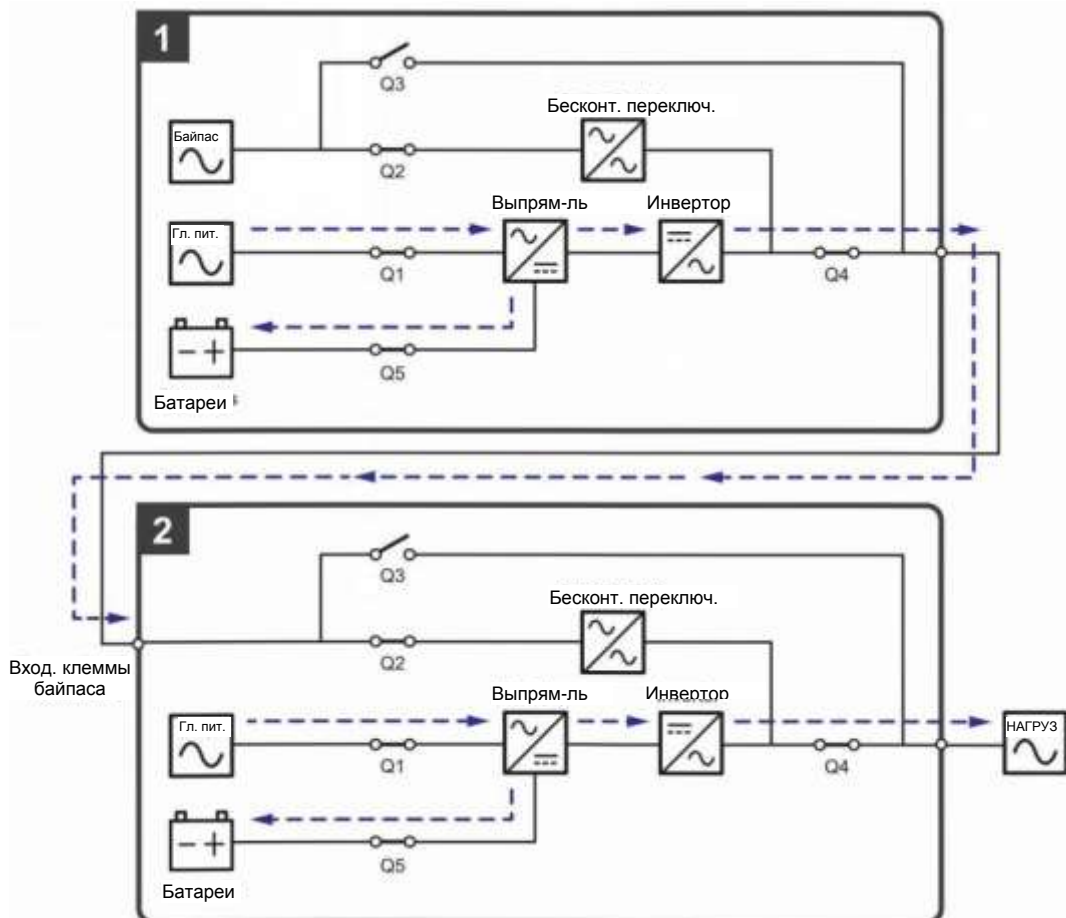 1
Q3
Бесконт. переключ.
Байпас
Q2
Выпрям-ль
Инвертор
Гл. пит.
Q1
Q4
Q5
Батареи
2
Q3
Бесконт. переключ.
Q2
Вход. клеммы
байпаса
Выпрям-ль
Инвертор
Гл. пит.
НАГРУЗ
Q1
Q4
Q5
Батареи